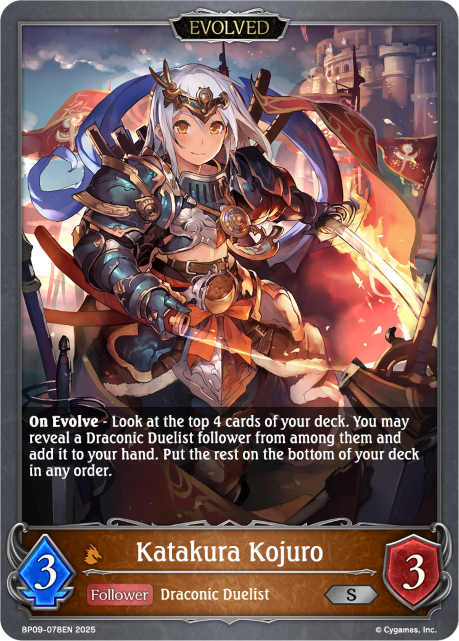 EVOLVED
On Evolve - Look at the top 4 cards of your deck. You may
reveal a Draconic Duelist follower from among them and
add it to your hand. Put the rest on the bottom of your deck
in any order.
Katakura Kojuro
3
Follower Draconic Duelist S
3
BP09-078EN 2025 © Cygames, Inc.